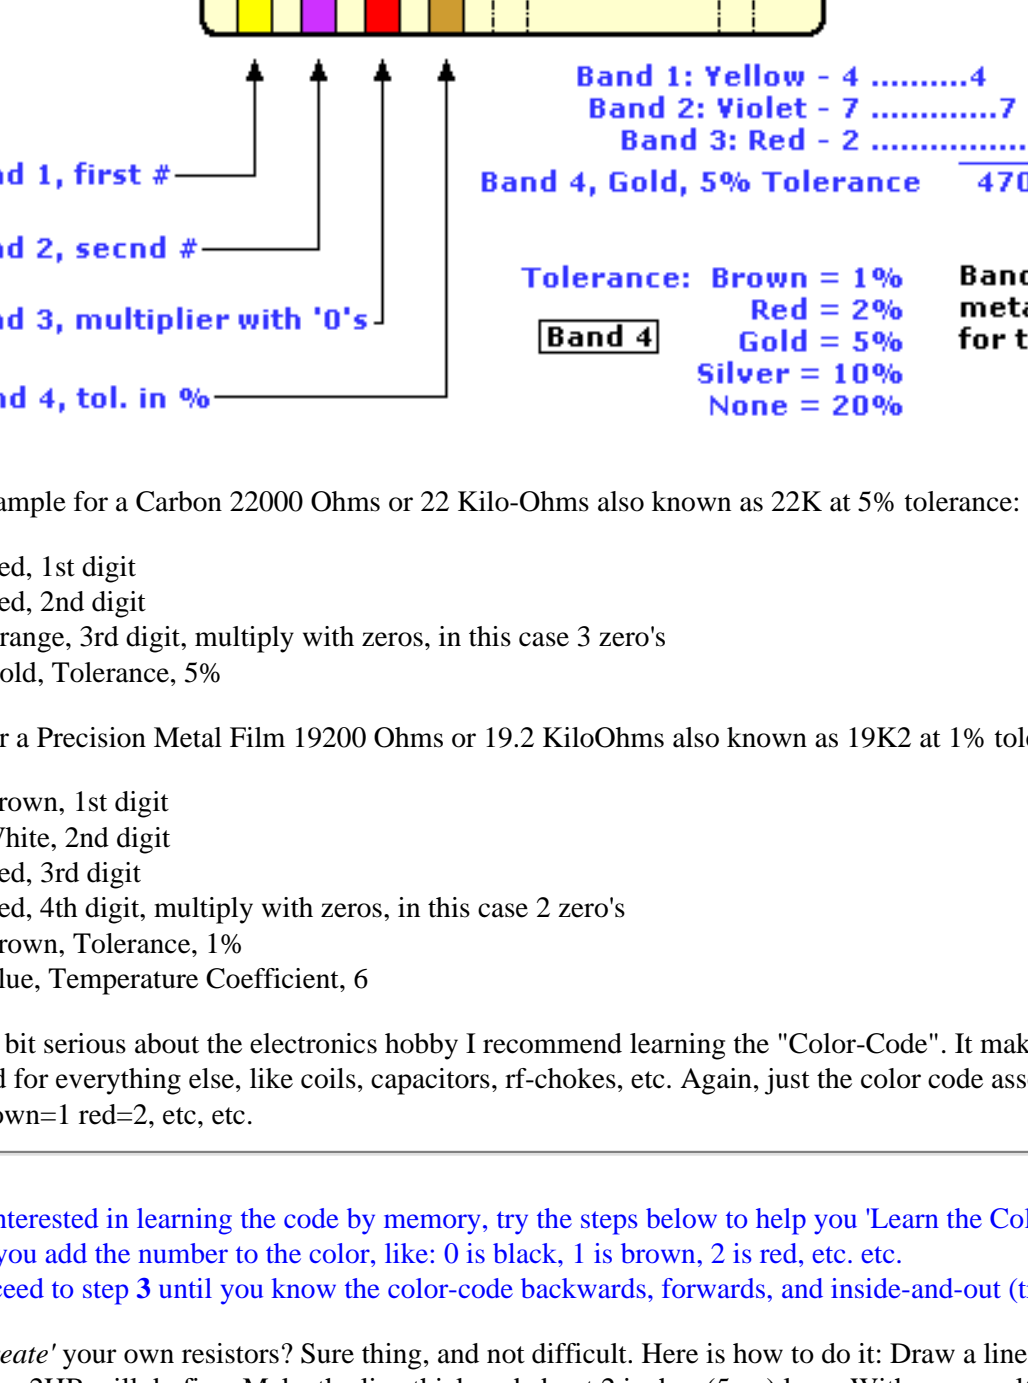 Band 1: Yellow - 4 ..........4
Band 2: Violet - 7 .............7
Band 3: Red - 2 ................
Band 4, Gold, 5% Tolerance 470
nd 1, first #
nd 2, secnd #
nd 3, multiplier with '0's
nd 4, tol. in %
Tolerance: Brown = 1%
Red = 2%
Gold = 5%
Silver = 10%
None = 20%
Band 4
Band
meta
for t
ample for a Carbon 22000 Ohms or 22 Kilo-Ohms also known as 22K at 5% tolerance:
ed, 1st digit
ed, 2nd digit
range, 3rd digit, multiply with zeros, in this case 3 zero's
old, Tolerance, 5%
r a Precision Metal Film 19200 Ohms or 19.2 KiloOhms also known as 19K2 at 1% tol
rown, 1st digit
hite, 2nd digit
ed, 3rd digit
ed, 4th digit, multiply with zeros, in this case 2 zero's
rown, Tolerance, 1%
lue, Temperature Coefficient, 6
bit serious about the electronics hobby I recommend learning the "Color-Code". It mak
d for everything else, like coils, capacitors, rf-chokes, etc. Again, just the color code ass
own=1 red=2, etc, etc.
nterested in learning the code by memory, try the steps below to help you 'Learn the Col
you add the number to the color, like: 0 is black, 1 is brown, 2 is red, etc. etc.
ceed to step 3 until you know the color-code backwards, forwards, and inside-and-out (t
eate' your own resistors? Sure thing, and not difficult. Here is how to do it: Draw a line